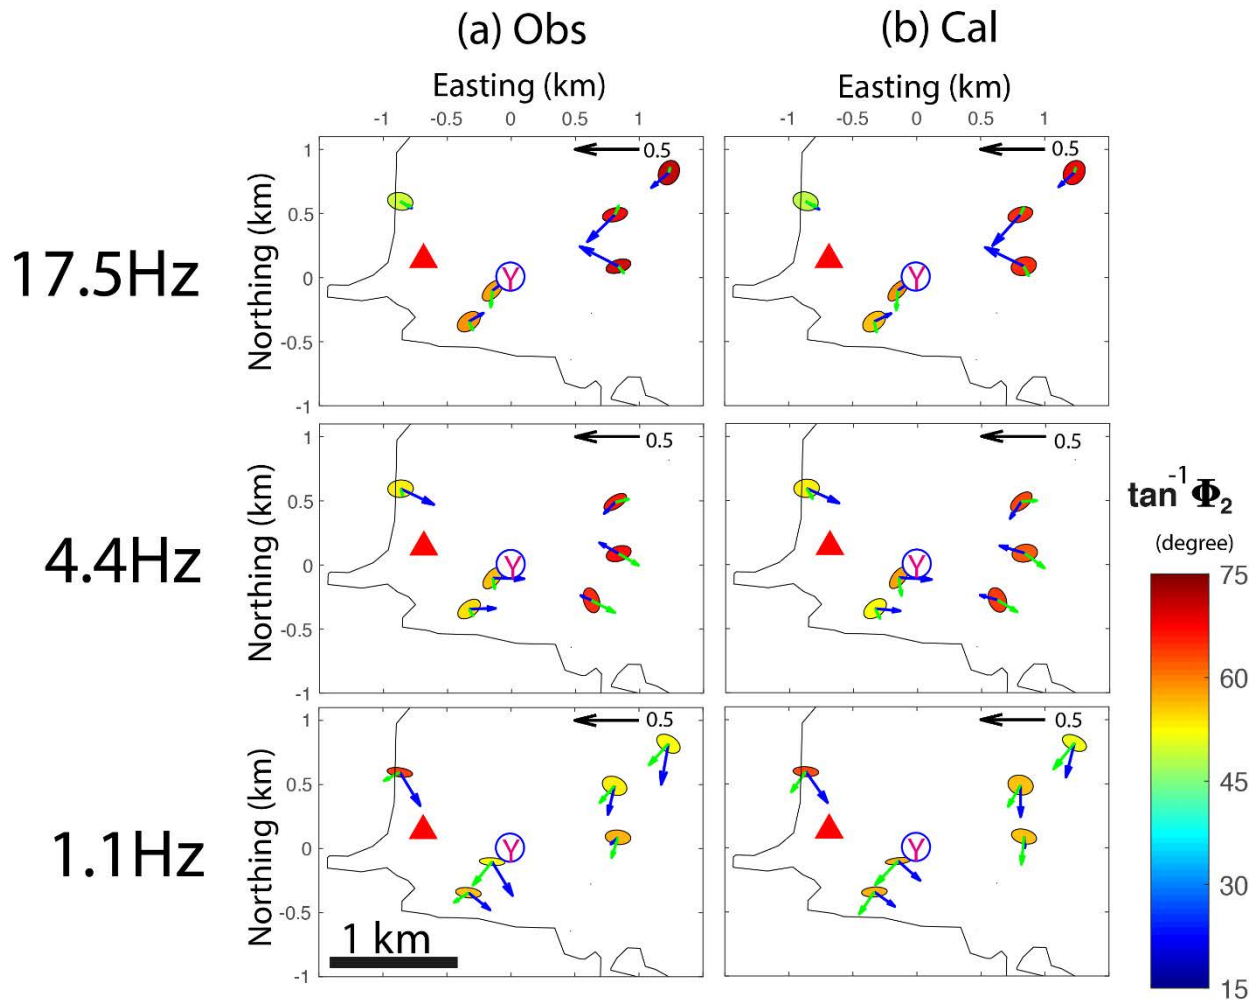 (a) Obs (b) Cal
Easting (km) Easting (km)
-1 -0.5 0 0.5 1 -1 -0.5 0 0.5 1
17.5Hz
Northing (km)
1
0.5
0
-0.5
-1
0.5
Y
0.5
Y
4.4Hz
Northing (km)
1
0.5
0
-0.5
-1
0.5
Y
0.5
Y
1.1Hz
Northing (km)
1
0.5
0
-0.5
-1
0.5
Y
1 km
0.5
Y
tan⁻¹ Φ₂
(degree)
75
60
45
30
15